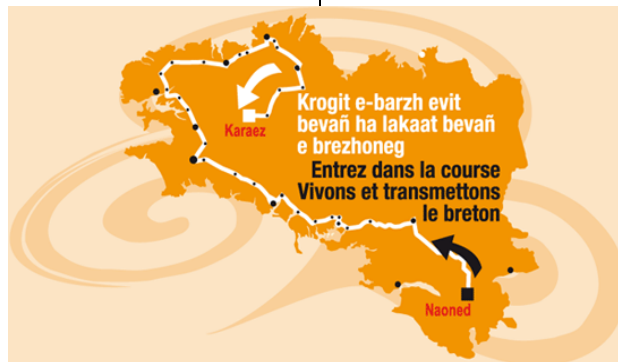 Karaez
Krogit e-barzh evit
bevañ ha lakaat bevañ
e brezhoneg
Entrez dans la course
Vivons et transmettons
le breton
Naoned